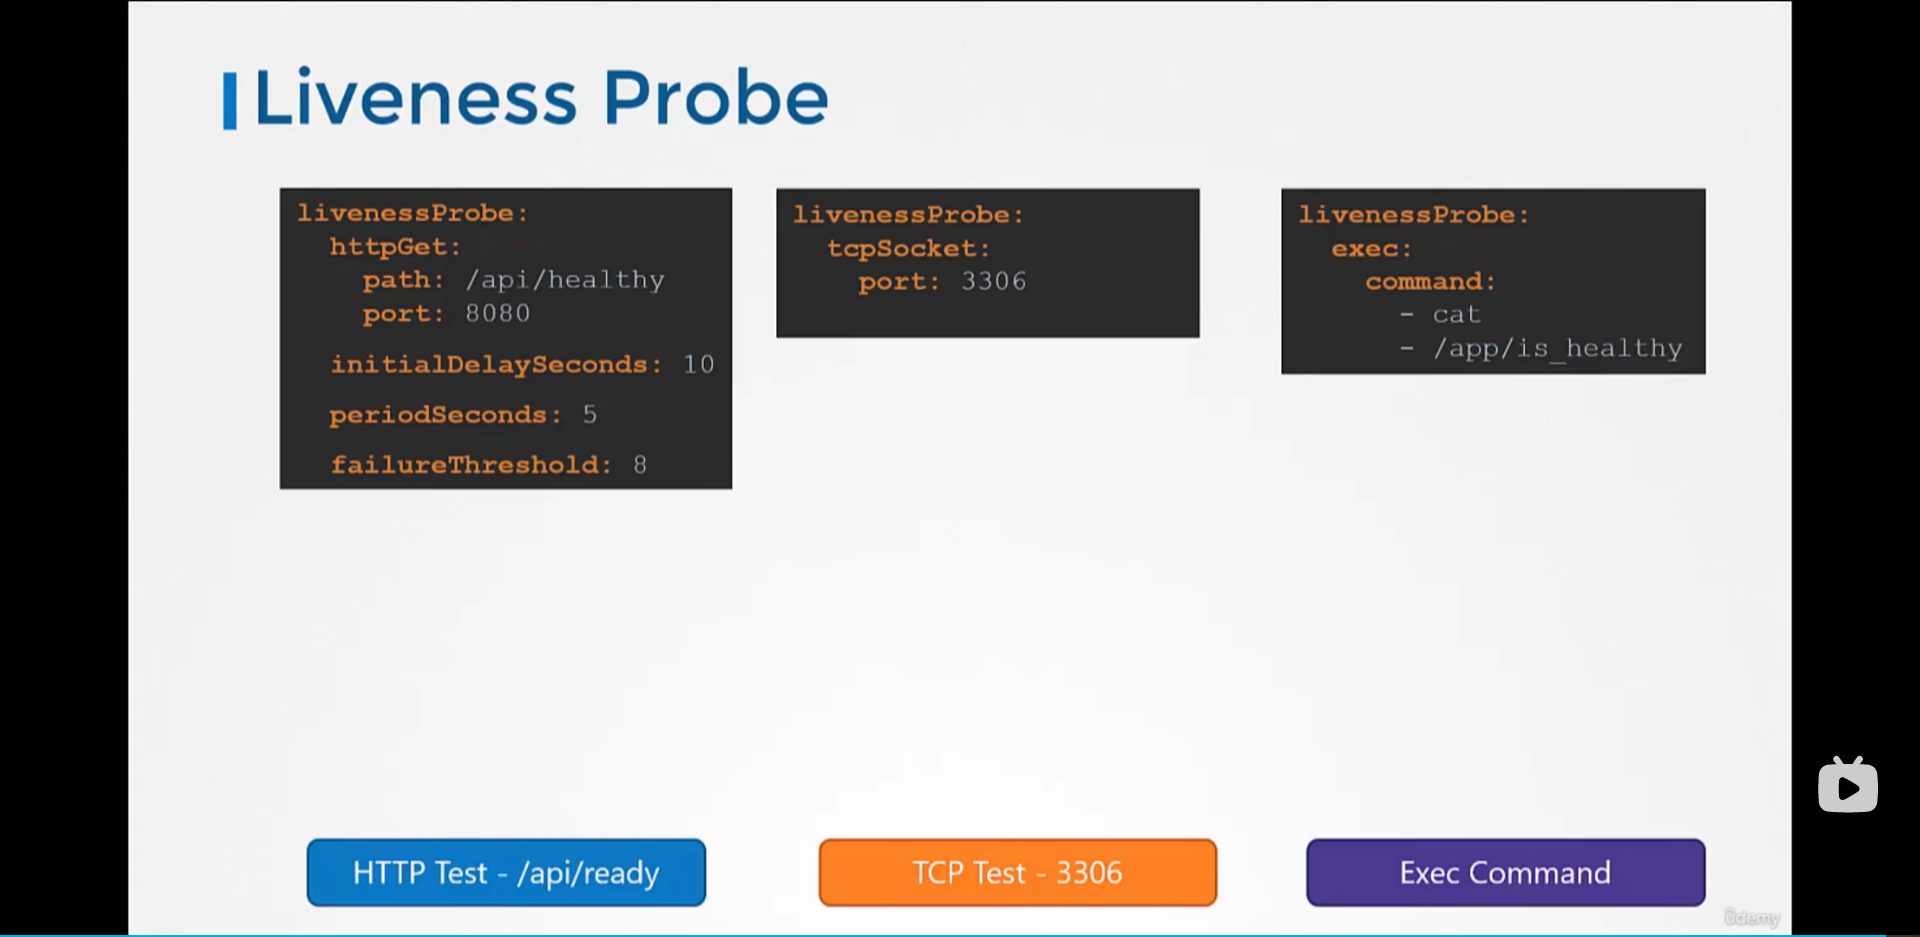 Liveness Probe
livenessProbe:
httpGet:
path: /api/healthy
port: 8080
initialDelaySeconds: 10
periodSeconds: 5
failureThreshold: 8
livenessProbe:
tcpSocket:
port: 3306
livenessProbe:
exec:
command:
- cat
- /app/is_healthy
HTTP Test - /api/ready
TCP Test - 3306
Exec Command
ûdemy